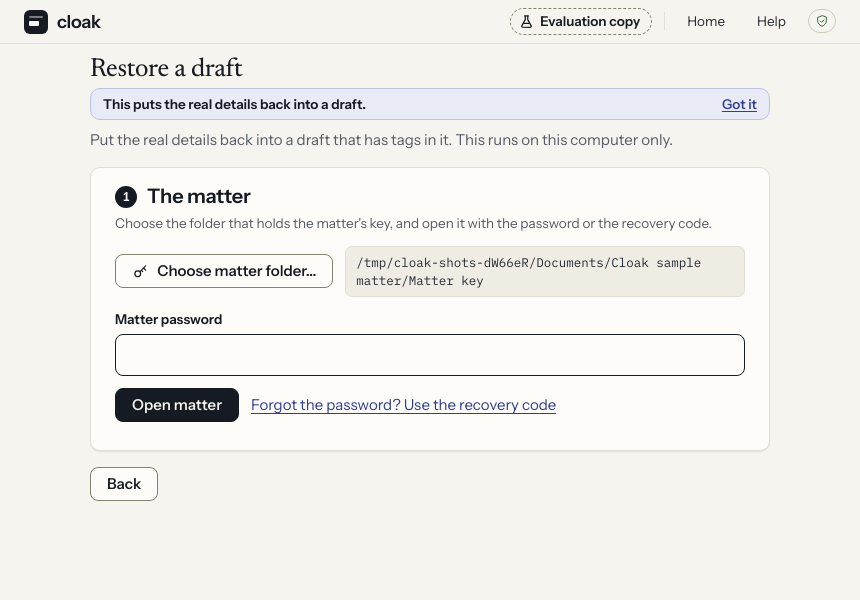 cloak
Evaluation copy
Home
Help
Restore a draft
This puts the real details back into a draft.
Got it
Put the real details back into a draft that has tags in it. This runs on this computer only.
1 The matter
Choose the folder that holds the matter's key, and open it with the password or the recovery code.
Choose matter folder...
/tmp/cloak-shots-dW66eR/Documents/Cloak sample
matter/Matter key
Matter password
Open matter
Forgot the password? Use the recovery code
Back